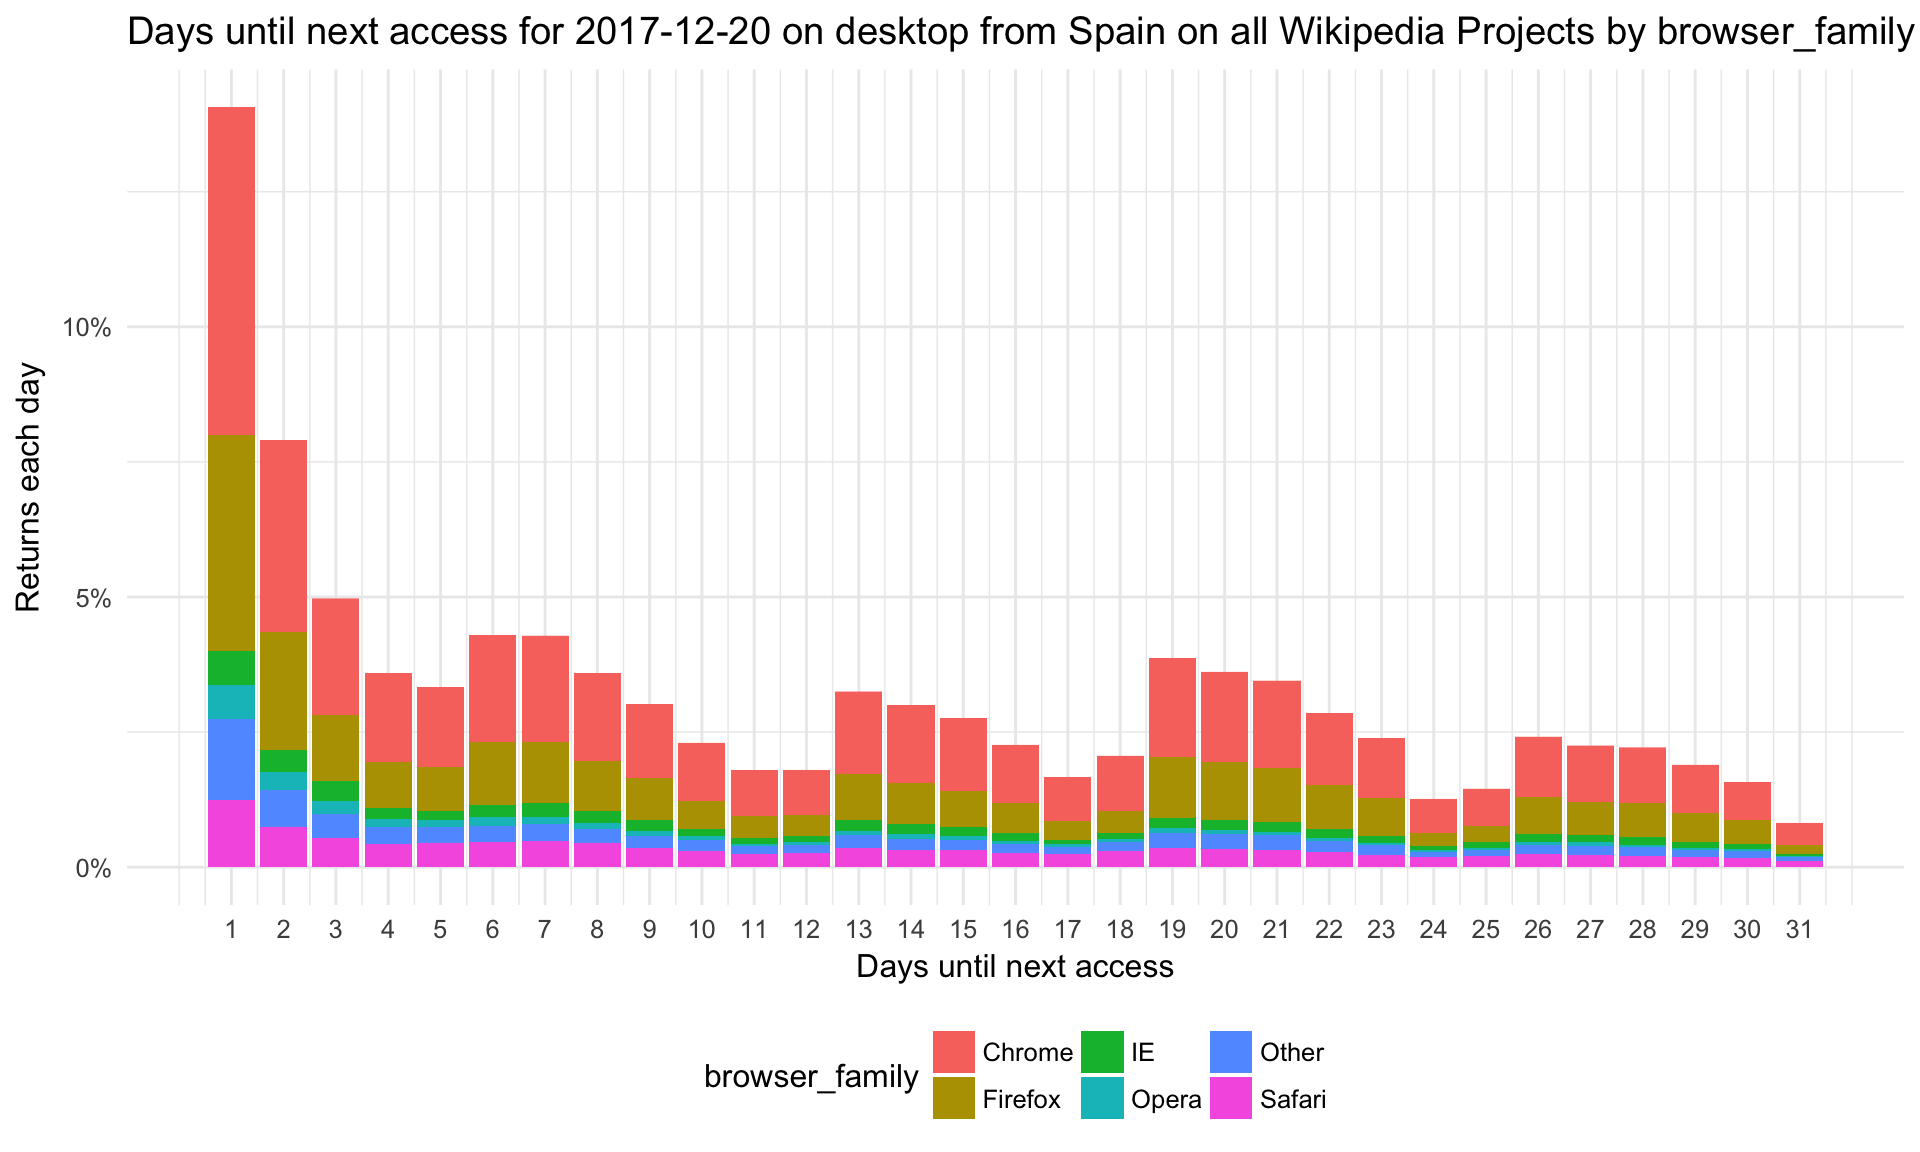 Days until next access for 2017-12-20 on desktop from Spain on all Wikipedia Projects by browser_family
Returns each day
10%
5%
0%
1 2 3 4 5 6 7 8 9 10 11 12 13 14 15 16 17 18 19 20 21 22 23 24 25 26 27 28 29 30 31
Days until next access
browser_family
Chrome IE Other
Firefox Opera Safari